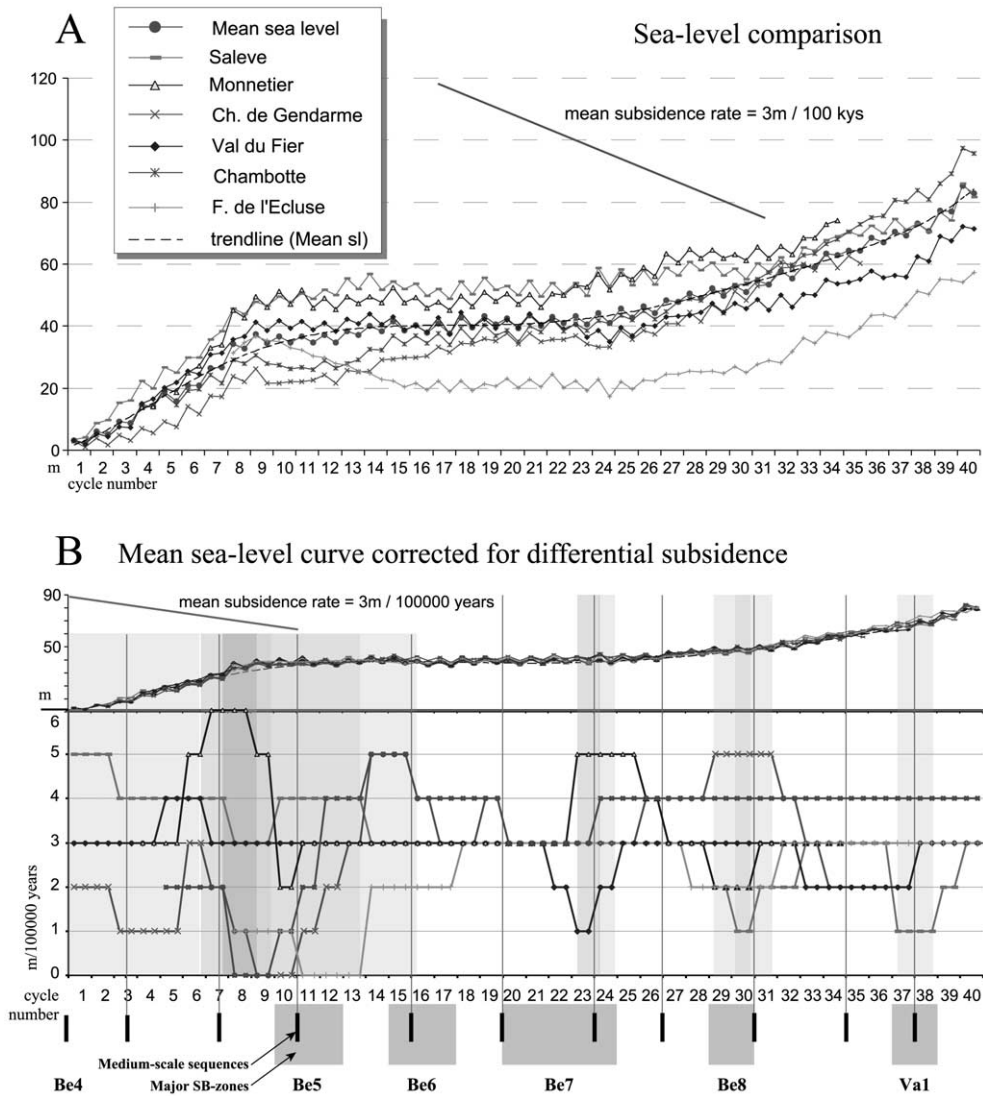 A
Sea-level comparison
Mean sea level
Saleve
Monnetier
Ch. de Gendarme
Val du Fier
Chambotte
F. de l'Ecluse
trendline (Mean sl)
mean subsidence rate = 3m / 100 kys
120
100
80
60
40
20
0
m
1 2 3 4 5 6 7 8 9 10 11 12 13 14 15 16 17 18 19 20 21 22 23 24 25 26 27 28 29 30 31 32 33 34 35 36 37 38 39 40
cycle number
B
Mean sea-level curve corrected for differential subsidence
mean subsidence rate = 3m / 100000 years
90
50
m
6
5
4
3
2
1
0
m/100000 years
cycle number
1 2 3 4 5 6 7 8 9 10 11 12 13 14 15 16 17 18 19 20 21 22 23 24 25 26 27 28 29 30 31 32 33 34 35 36 37 38 39 40
Medium-scale sequences
Major SB-zones
Be4 Be5 Be6 Be7 Be8 Va1